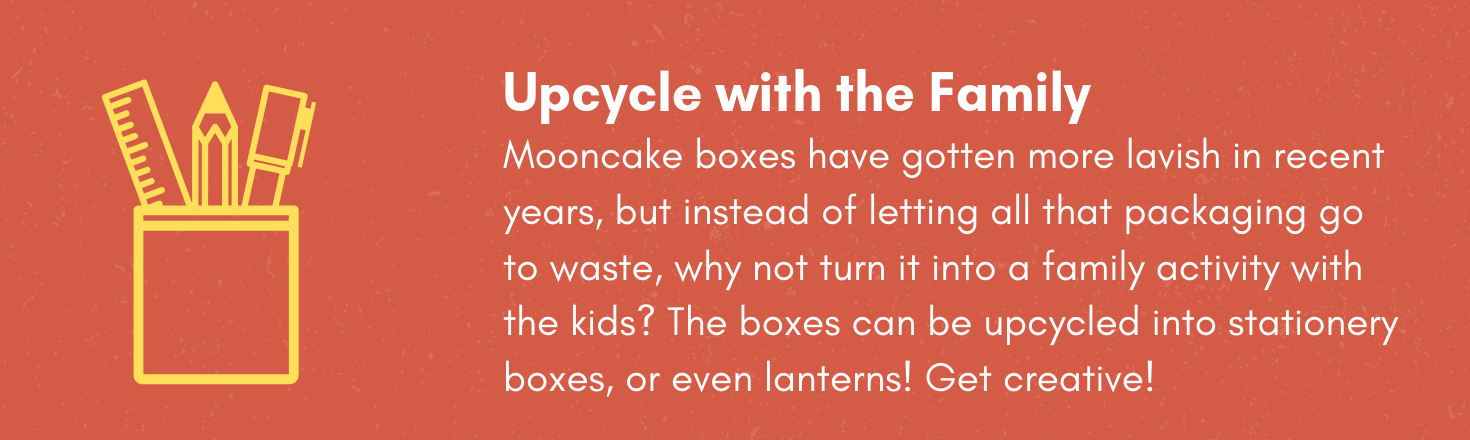 Upcycle with the Family
Mooncake boxes have gotten more lavish in recent
years, but instead of letting all that packaging go
to waste, why not turn it into a family activity with
the kids? The boxes can be upcycled into stationery
boxes, or even lanterns! Get creative!